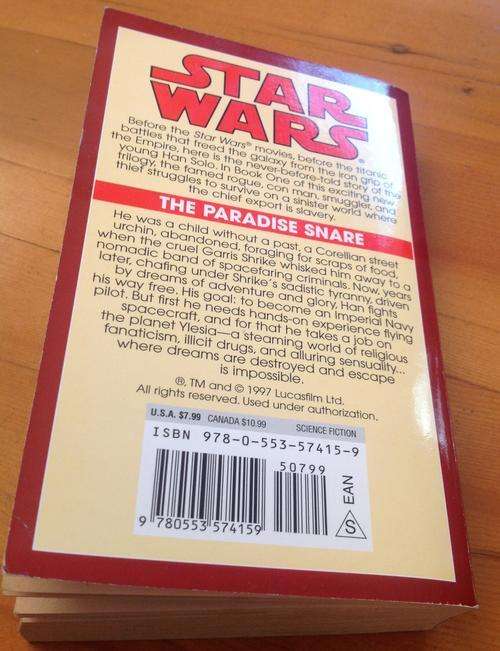 STAR
WARS®
Before the Star Wars® movies, before the titanic
battles that freed the galaxy from the iron grip of
the Empire, here is the never-before-told story of the
young Han Solo. In Book One of this exciting new
trilogy, the famed rogue, con man, smuggler, and
thief struggles to survive on a sinister world where
the chief export is slavery.
THE PARADISE SNARE
He was a child without a past, a Corellian street
urchin, abandoned, foraging for scraps of food,
when the cruel Garris Shrike whisked him away to a
nomadic band of spacefaring criminals. Now, years
later, chafing under Shrike's sadistic tyranny, driven
by dreams of adventure and glory, Han fights
his way free. His goal: to become an Imperial Navy
pilot. But first he needs hands-on experience flying
spacecraft, and for that he takes a job on
the planet Ylesia—a steaming world of religious
fanaticism, illicit drugs, and alluring sensuality...
where dreams are destroyed and escape
is impossible.
®, TM and © 1997 Lucasfilm Ltd.
All rights reserved. Used under authorization.
U.S.A. $7.99 CANADA $10.99 SCIENCE FICTION
ISBN 978-0-553-57415-9
50799
9 780553 574159
EAN
S